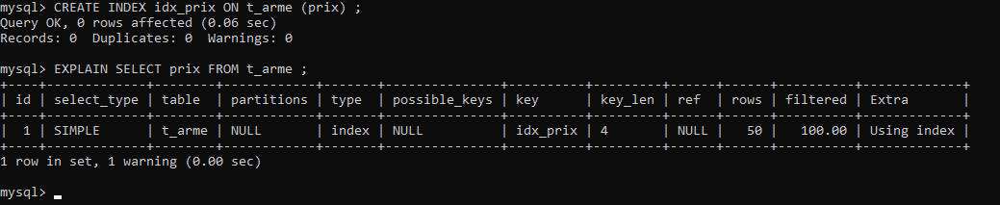 mysql> CREATE INDEX idx_prix ON t_arme (prix) ;
Query OK, 0 rows affected (0.06 sec)
Records: 0  Duplicates: 0  Warnings: 0

mysql> EXPLAIN SELECT prix FROM t_arme ;
+----+-------------+--------+------------+-------+---------------+----------+---------+------+------+----------+-------------+
| id | select_type | table  | partitions | type  | possible_keys | key      | key_len | ref  | rows | filtered | Extra       |
+----+-------------+--------+------------+-------+---------------+----------+---------+------+------+----------+-------------+
|  1 | SIMPLE      | t_arme | NULL       | index | NULL          | idx_prix | 4       | NULL |   50 |   100.00 | Using index |
+----+-------------+--------+------------+-------+---------------+----------+---------+------+------+----------+-------------+
1 row in set, 1 warning (0.00 sec)

mysql> _